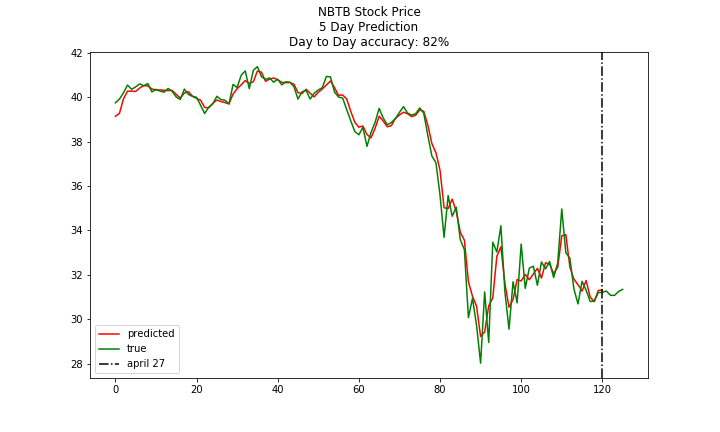 NBTB Stock Price
5 Day Prediction
Day to Day accuracy: 82%
42
40
38
36
34
32
30
28
predicted
true
april 27
0
20
40
60
80
100
120